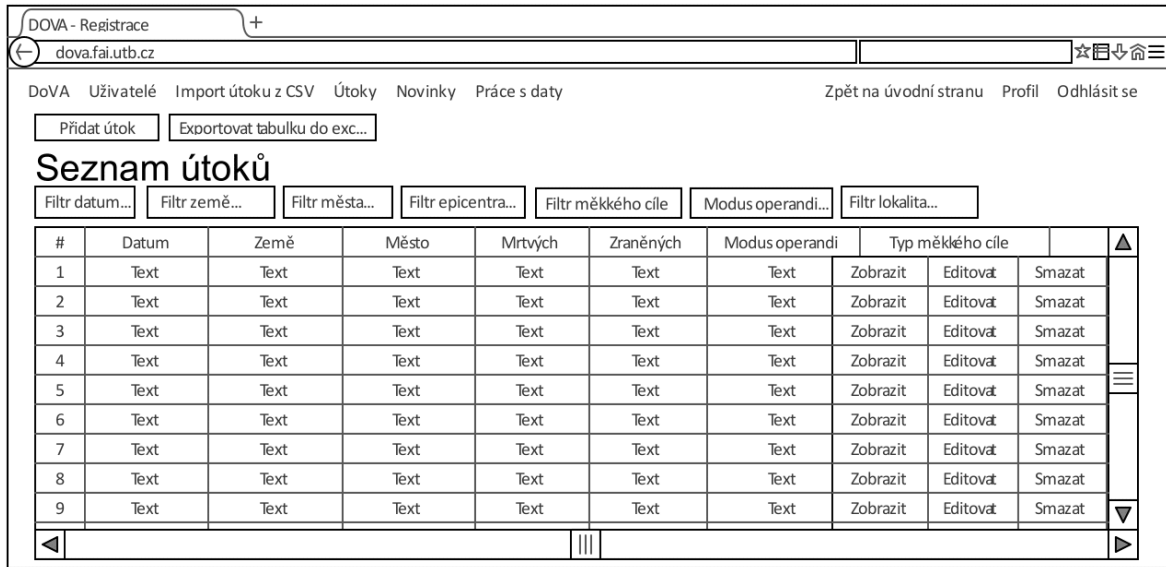 DOVA - Registrace +
dova.fai.utb.cz
DoVA Uživatelé Import útoku z CSV Útoky Novinky Práce s daty Zpět na úvodní stranu Profil Odhlásit se
Přidat útok Exportovat tabulku do exc...
Seznam útoků
Filtr datum... Filtr země... Filtr města... Filtr epicentra... Filtr měkkého cíle Modus operandi... Filtr lokalita...
# Datum Země Město Mrtvých Zraněných Modus operandi Typ měkkého cíle
1 Text Text Text Text Text Text Zobrazit Editovat Smazat
2 Text Text Text Text Text Text Zobrazit Editovat Smazat
3 Text Text Text Text Text Text Zobrazit Editovat Smazat
4 Text Text Text Text Text Text Zobrazit Editovat Smazat
5 Text Text Text Text Text Text Zobrazit Editovat Smazat
6 Text Text Text Text Text Text Zobrazit Editovat Smazat
7 Text Text Text Text Text Text Zobrazit Editovat Smazat
8 Text Text Text Text Text Text Zobrazit Editovat Smazat
9 Text Text Text Text Text Text Zobrazit Editovat Smazat